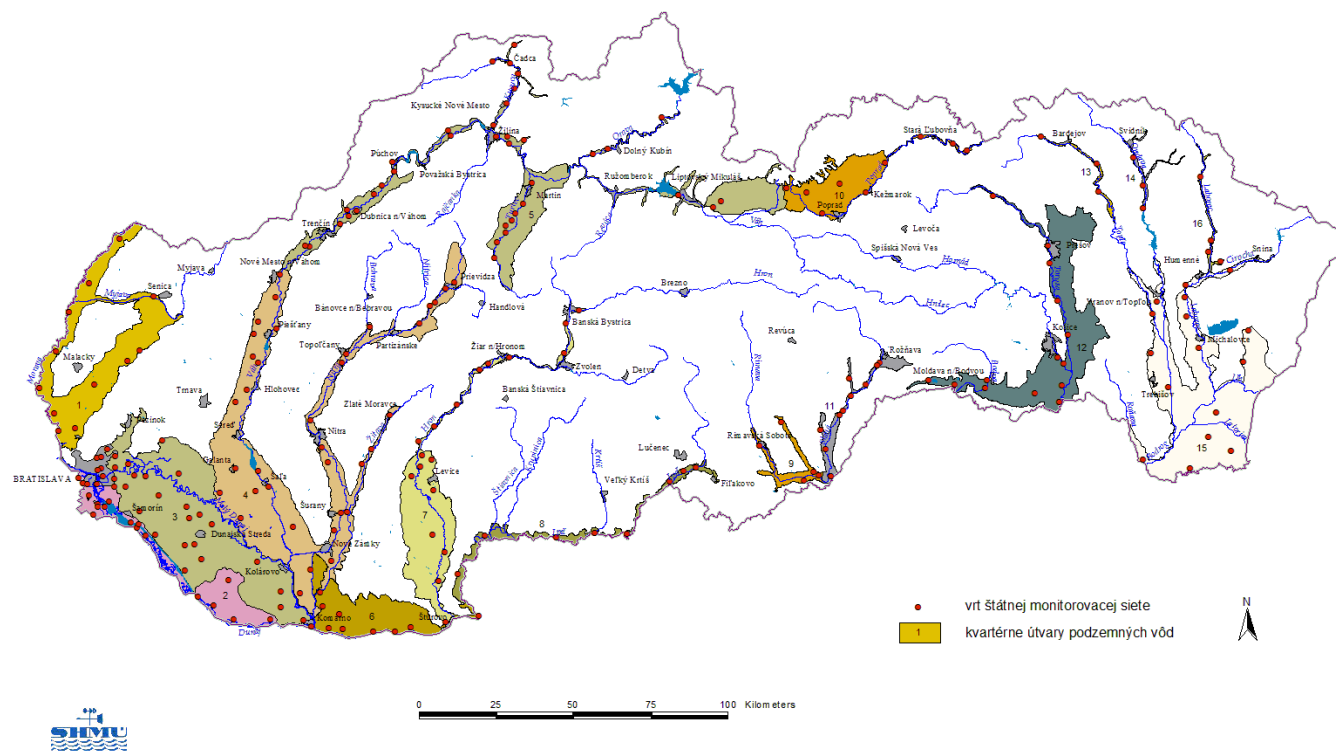 Čadca
Kysucké Nové Mesto
Žilina
Púchov
Považská Bystrica
Orava
Dolný Kubín
Ružomberok
Liptovský Mikuláš
Martin
5
Stará Ľubovňa
Bardejov
Svidník
13
14
10
Poprad
Kežmarok
Levoča
Spišská Nová Ves
16
Trenčín
Dubnica n/Váhom
Váh
Hornád
Prešov
Humenné
Snina
Cirocha
Myjava
Nové Mesto n/Váhom
Prievidza
Handlová
Hron
Brezno
Hnilec
Vranov n/Topľou
Senica
Myjava
Bánovce n/Bebravou
Partizánske
Topoľčany
Piešťany
Banská Bystrica
Revúca
Košice
12
Michalovce
Malacky
Morava
Žiar n/Hronom
Zvolen
Detva
Rožňava
Moldava n/Bodvou
Trnava
Hlohovec
Zlaté Moravce
Banská Štiavnica
11
Trebišov
1
Pezinok
Sereď
Nitra
Rimavská Sobota
Lučenec
9
15
Galanta
BRATISLAVA
Šaľa
Levice
4
Fiľakovo
Veľký Krtíš
Šamorín
3
Malý Dunaj
Šurany
7
8
Dunajská Streda
Nové Zámky
Kolárovo
2
Komárno
6
Štúrovo
Dunaj
vrt štátnej monitorovacej siete
1 kvartérne útvary podzemných vôd
N
0 25 50 75 100 Kilometers
SHMÚ